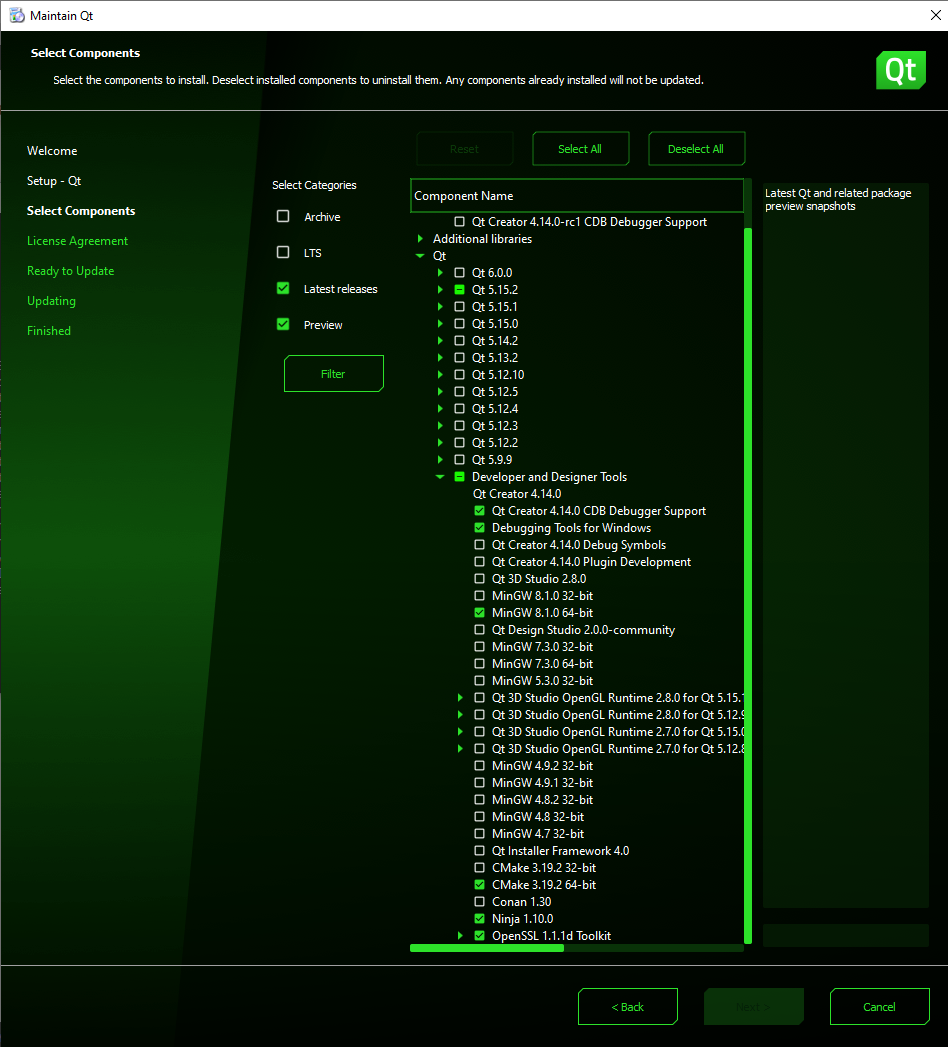 Maintain Qt
Select Components
Select the components to install. Deselect installed components to uninstall them. Any components already installed will not be updated.
Qt
Welcome
Setup - Qt
Select Components
License Agreement
Ready to Update
Updating
Finished
Select Categories
Archive
LTS
Latest releases
Preview
Filter
Reset
Select All
Deselect All
Component Name
Qt Creator 4.14.0-rc1 CDB Debugger Support
Additional libraries
Qt
Qt 6.0.0
Qt 5.15.2
Qt 5.15.1
Qt 5.15.0
Qt 5.14.2
Qt 5.13.2
Qt 5.12.10
Qt 5.12.5
Qt 5.12.4
Qt 5.12.3
Qt 5.12.2
Qt 5.9.9
Developer and Designer Tools
Qt Creator 4.14.0
Qt Creator 4.14.0 CDB Debugger Support
Debugging Tools for Windows
Qt Creator 4.14.0 Debug Symbols
Qt Creator 4.14.0 Plugin Development
Qt 3D Studio 2.8.0
MinGW 8.1.0 32-bit
MinGW 8.1.0 64-bit
Qt Design Studio 2.0.0-community
MinGW 7.3.0 32-bit
MinGW 7.3.0 64-bit
MinGW 5.3.0 32-bit
Qt 3D Studio OpenGL Runtime 2.8.0 for Qt 5.15.1
Qt 3D Studio OpenGL Runtime 2.8.0 for Qt 5.12.9
Qt 3D Studio OpenGL Runtime 2.7.0 for Qt 5.15.0
Qt 3D Studio OpenGL Runtime 2.7.0 for Qt 5.12.8
MinGW 4.9.2 32-bit
MinGW 4.9.1 32-bit
MinGW 4.8.2 32-bit
MinGW 4.8 32-bit
MinGW 4.7 32-bit
Qt Installer Framework 4.0
CMake 3.19.2 32-bit
CMake 3.19.2 64-bit
Conan 1.30
Ninja 1.10.0
OpenSSL 1.1.1d Toolkit
Latest Qt and related package
preview snapshots
< Back
Next >
Cancel